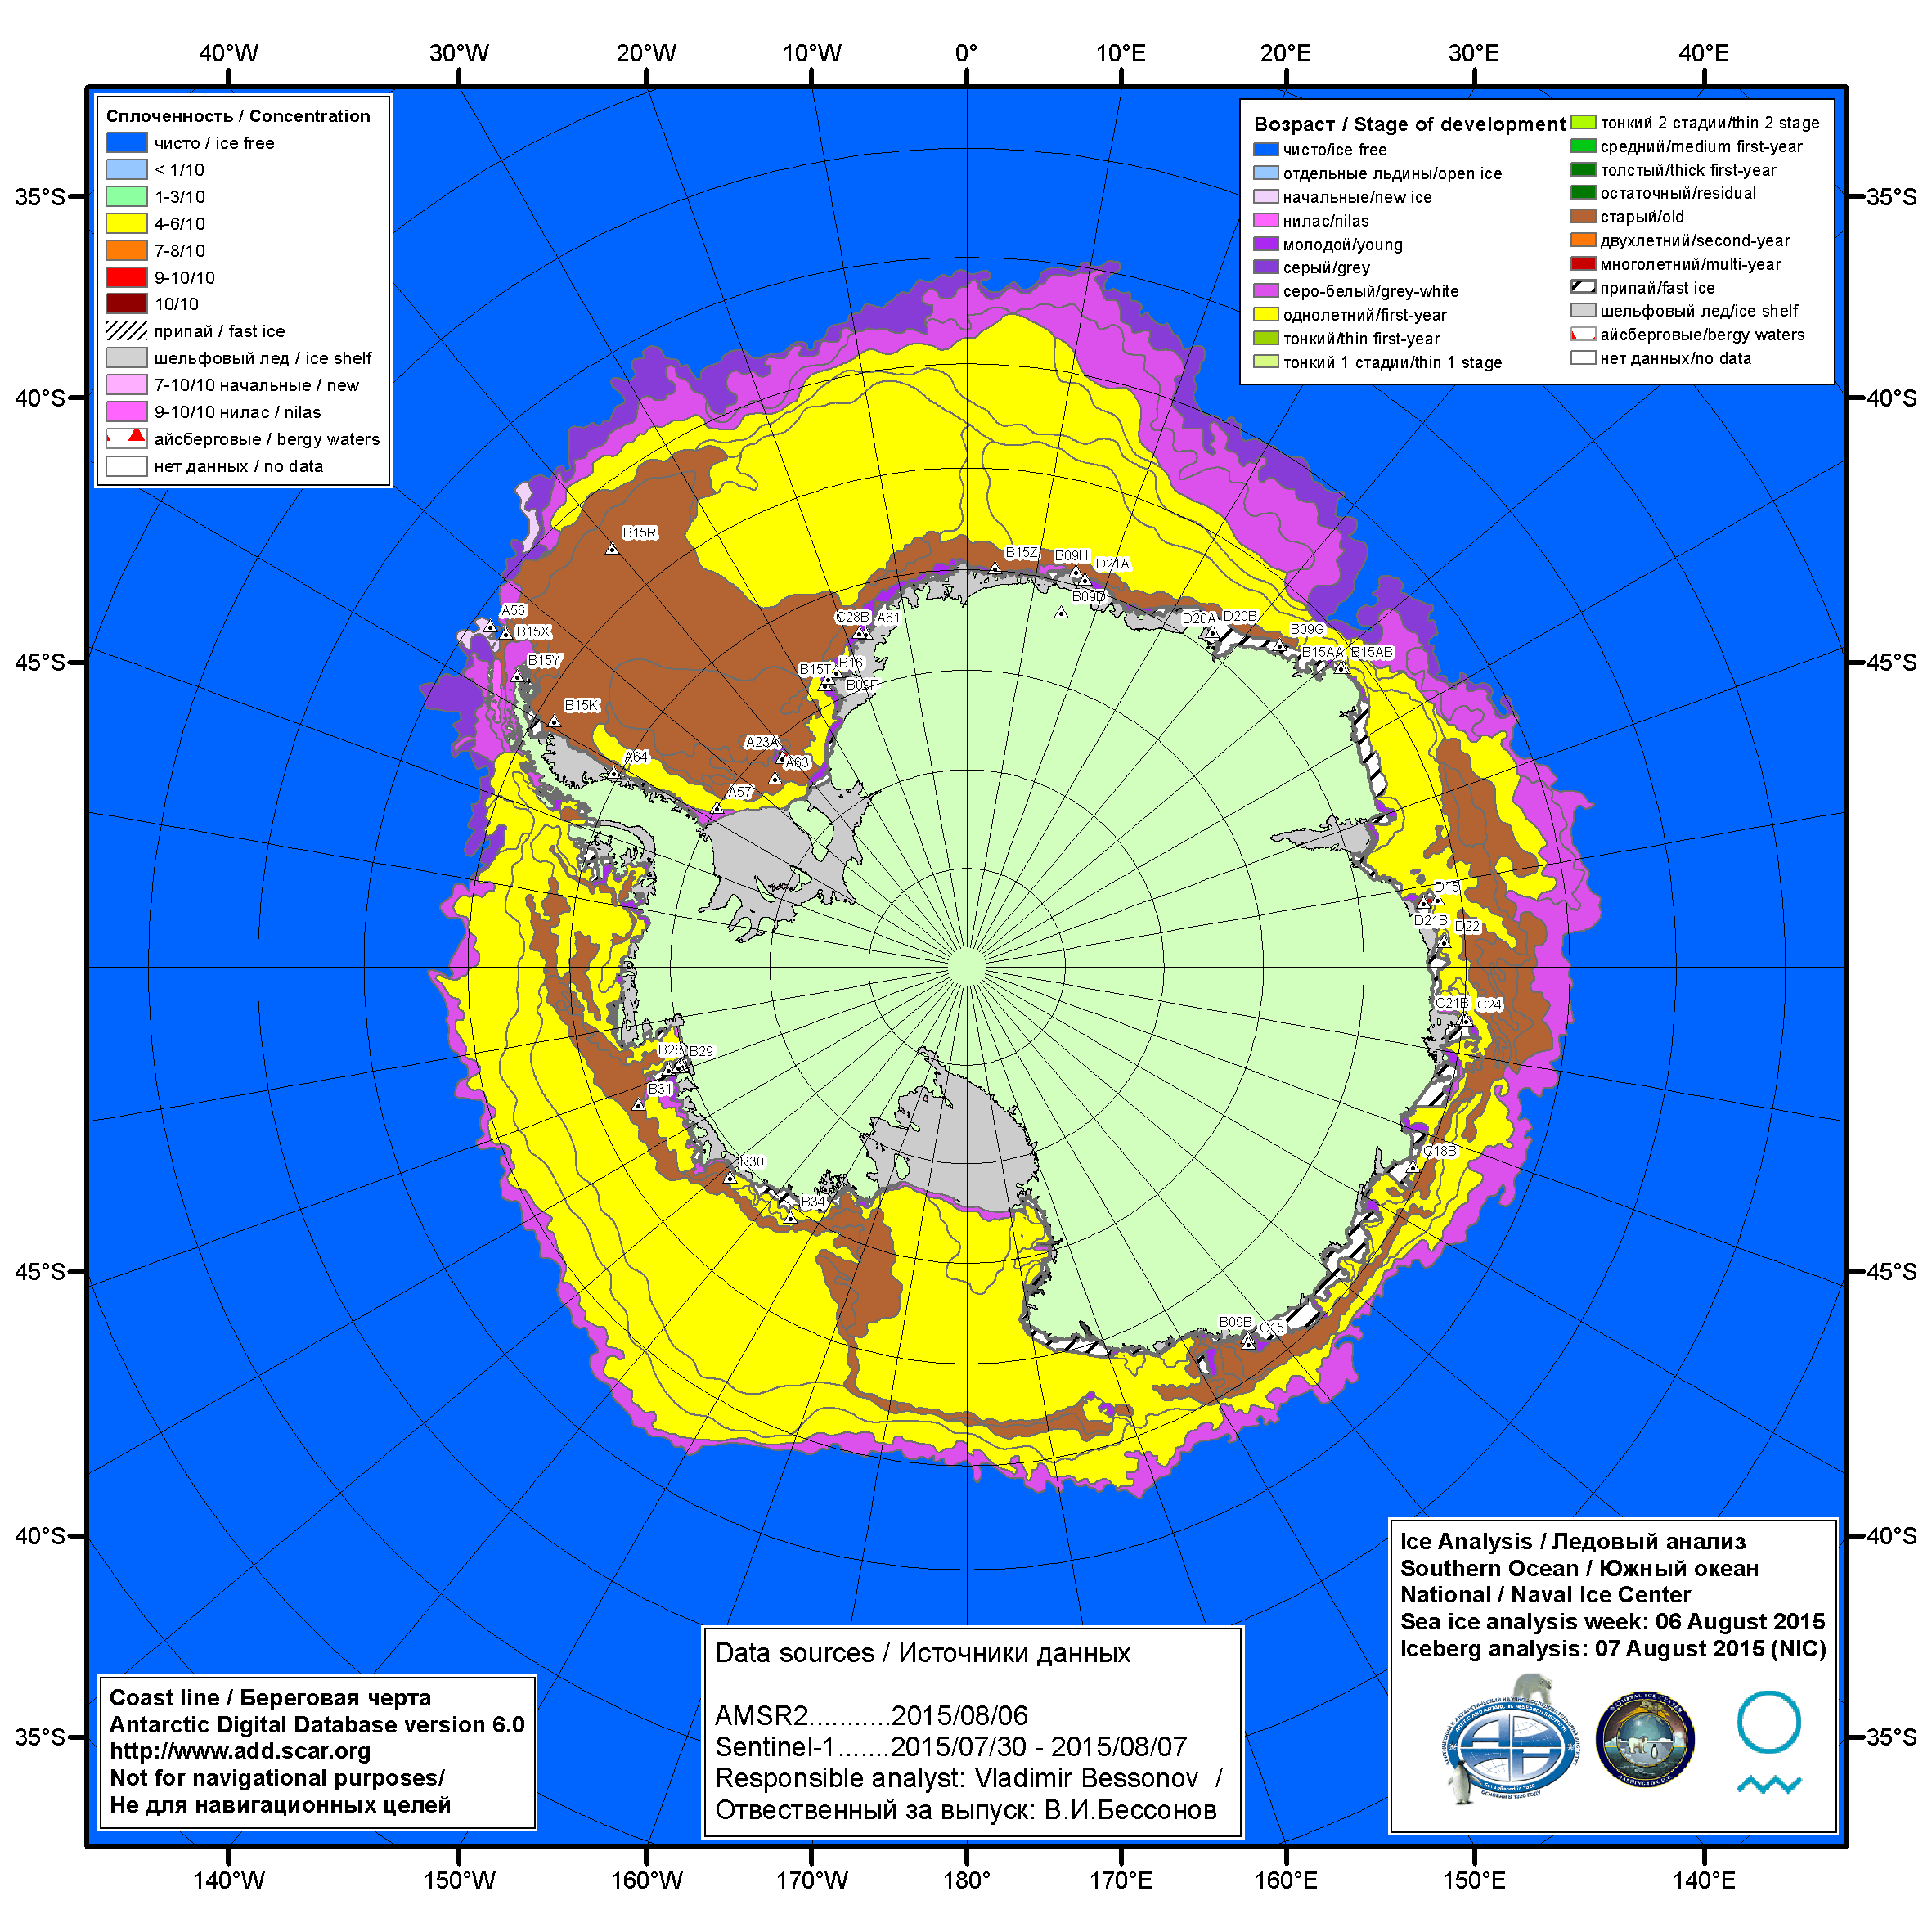 40°W 30°W 20°W 10°W 0° 10°E 20°E 30°E 40°E
35°S
40°S
45°S
45°S
40°S
35°S
35°S
40°S
45°S
45°S
40°S
35°S
Сплоченность / Concentration
чисто / ice free
< 1/10
1-3/10
4-6/10
7-8/10
9-10/10
10/10
припай / fast ice
шельфовый лед / ice shelf
7-10/10 начальные / new
9-10/10 нилас / nilas
айсберговые / bergy waters
нет данных / no data
Возраст / Stage of development
чисто/ice free
отдельные льдины/open ice
начальные/new ice
нилас/nilas
молодой/young
серый/grey
серо-белый/grey-white
однолетний/first-year
тонкий/thin first-year
тонкий 1 стадии/thin 1 stage
тонкий 2 стадии/thin 2 stage
средний/medium first-year
толстый/thick first-year
остаточный/residual
старый/old
двухлетний/second-year
многолетний/multi-year
припай/fast ice
шельфовый лед/ice shelf
айсберговые/bergy waters
нет данных/no data
B15R
B15Z
B09H
D21A
B09D
A56
B15X
C28B
A61
D20A
D20B
B09G
B15Y
B15T
B16
B09F
B15AA
B15AB
B15K
A23A
A64
A63
A57
D15
D21B
D22
C21B
C24
B28
B29
B31
C18B
B30
B34
B09B
C15
Ice Analysis / Ледовый анализ
Southern Ocean / Южный океан
National / Naval Ice Center
Sea ice analysis week: 06 August 2015
Iceberg analysis: 07 August 2015 (NIC)
Data sources / Источники данных
AMSR2...........2015/08/06
Sentinel-1.......2015/07/30 - 2015/08/07
Responsible analyst: Vladimir Bessonov /
Отвественный за выпуск: В.И.Бессонов
Coast line / Береговая черта
Antarctic Digital Database version 6.0
http://www.add.scar.org
Not for navigational purposes/
Не для навигационных целей
140°W 150°W 160°W 170°W 180° 170°E 160°E 150°E 140°E